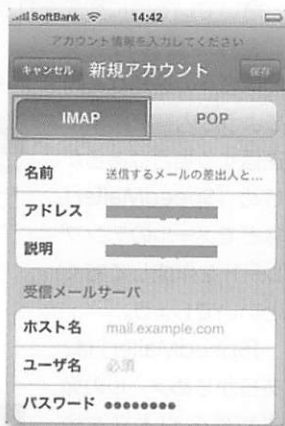 SoftBank 14:42
アカウント情報を入力してください
キャンセル 新規アカウント 保存
IMAP POP
名前 送信するメールの差出人と...
アドレス
説明
受信メールサーバ
ホスト名 mail.example.com
ユーザ名 必須
パスワード ●●●●●●●●